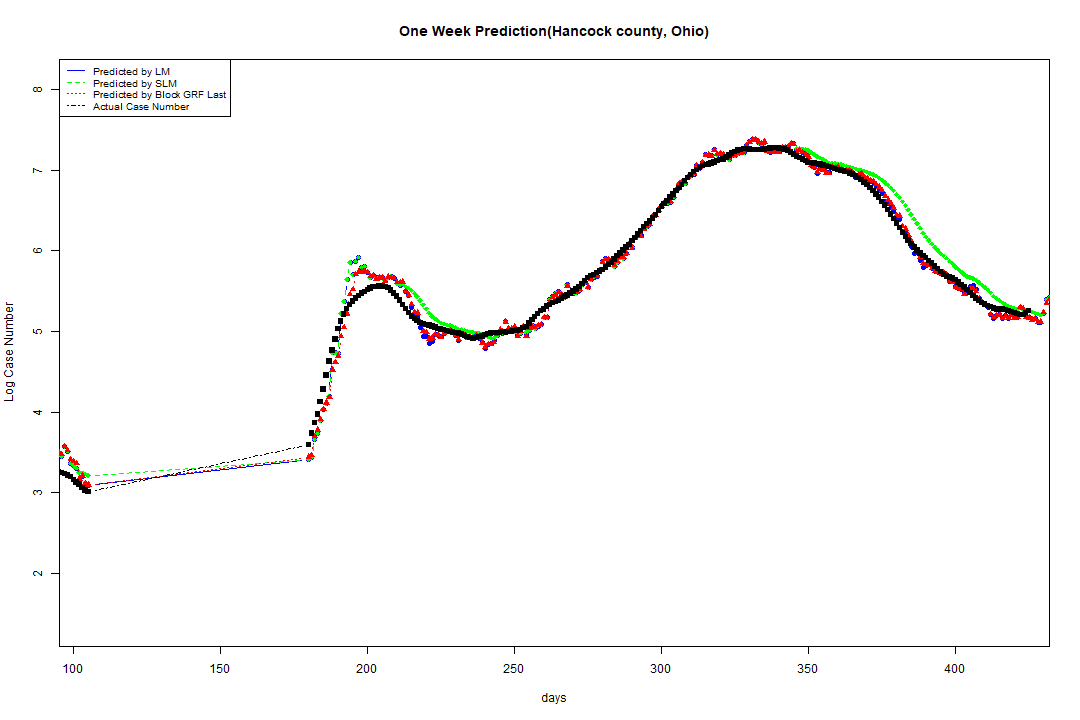 One Week Prediction(Hancock county, Ohio)
Predicted by LM
Predicted by SLM
Predicted by Block GRF Last
Actual Case Number
8
7
6
5
4
3
2
Log Case Number
100 150 200 250 300 350 400
days